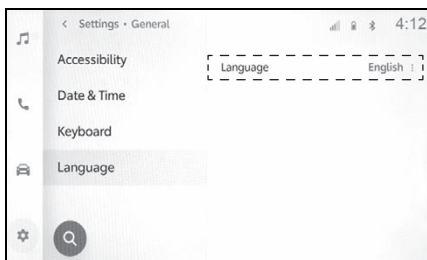 < Settings • General
4:12
Accessibility
Language English
Date & Time
Keyboard
Language